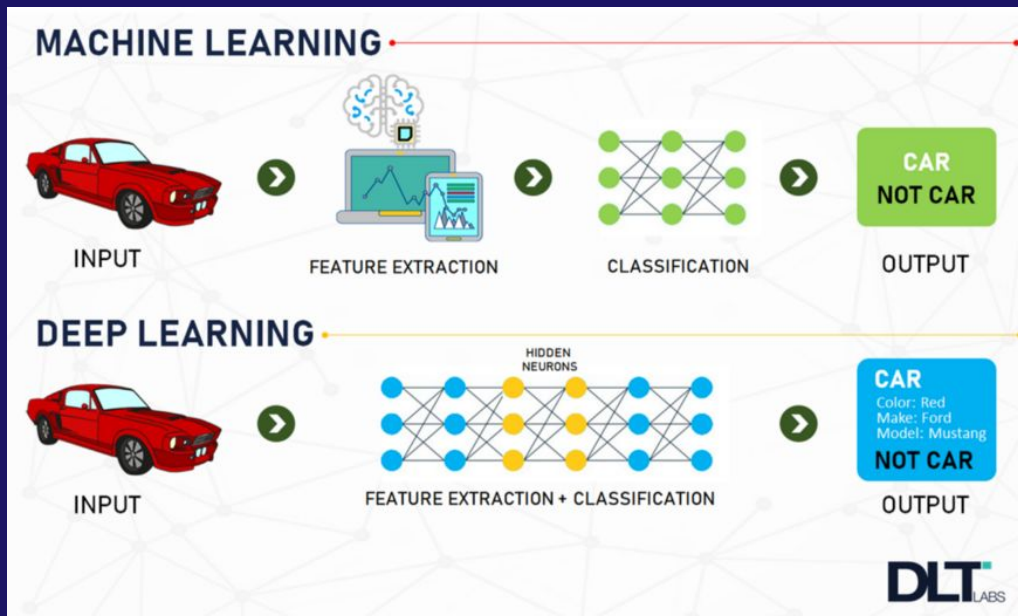 MACHINE LEARNING
INPUT
FEATURE EXTRACTION
CLASSIFICATION
CAR
NOT CAR
OUTPUT
DEEP LEARNING
INPUT
HIDDEN
NEURONS
FEATURE EXTRACTION + CLASSIFICATION
CAR
Color: Red
Make: Ford
Model: Mustang
NOT CAR
OUTPUT
DLT LABS